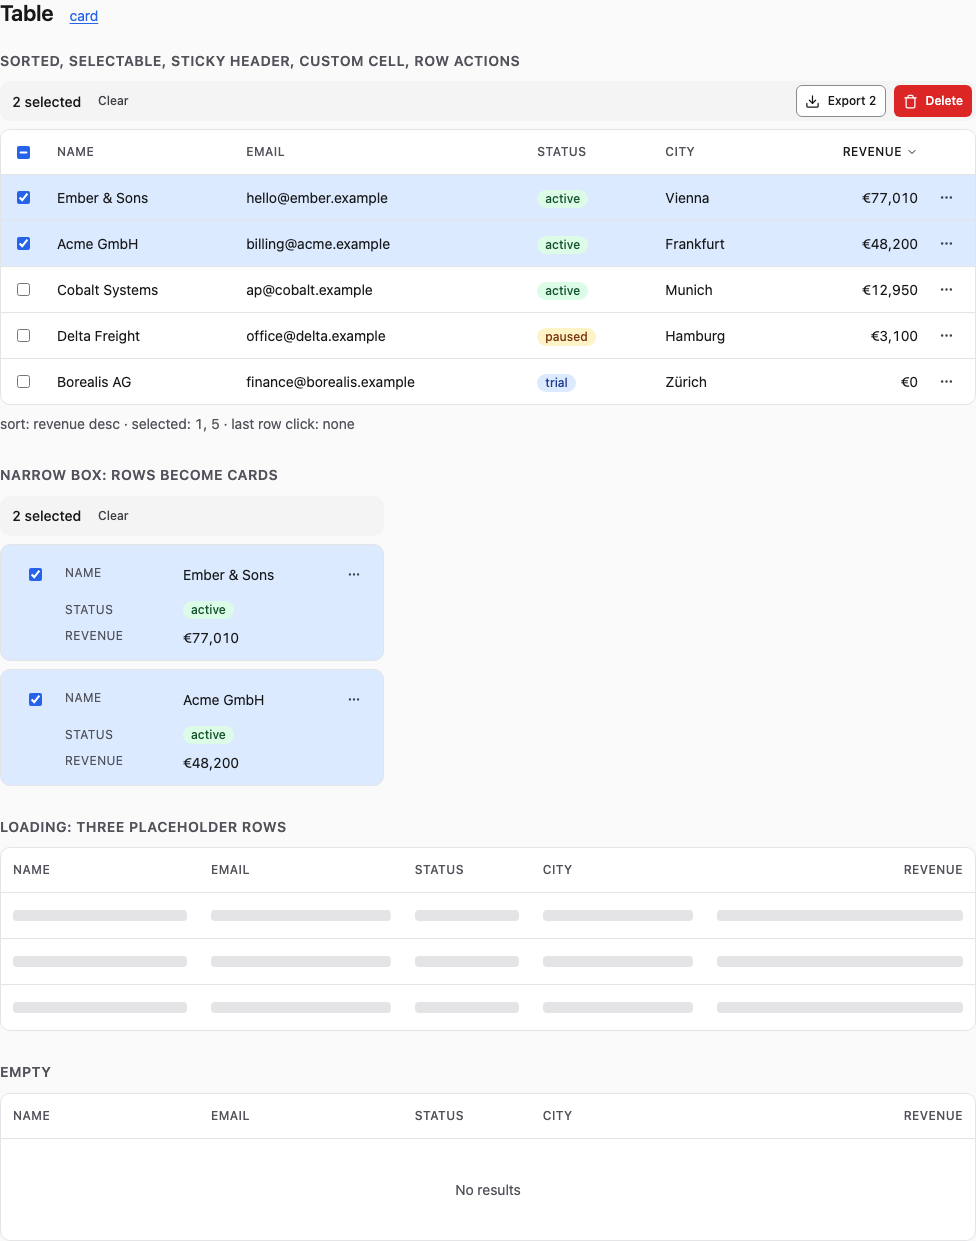 Table card
SORTED, SELECTABLE, STICKY HEADER, CUSTOM CELL, ROW ACTIONS
2 selected Clear Export 2 Delete
NAME EMAIL STATUS CITY REVENUE
Ember & Sons hello@ember.example active Vienna €77,010 ...
Acme GmbH billing@acme.example active Frankfurt €48,200 ...
Cobalt Systems ap@cobalt.example active Munich €12,950 ...
Delta Freight office@delta.example paused Hamburg €3,100 ...
Borealis AG finance@borealis.example trial Zürich €0 ...
sort: revenue desc · selected: 1, 5 · last row click: none
NARROW BOX: ROWS BECOME CARDS
2 selected Clear
NAME Ember & Sons ...
STATUS active
REVENUE €77,010
NAME Acme GmbH ...
STATUS active
REVENUE €48,200
LOADING: THREE PLACEHOLDER ROWS
NAME EMAIL STATUS CITY REVENUE
EMPTY
NAME EMAIL STATUS CITY REVENUE
No results